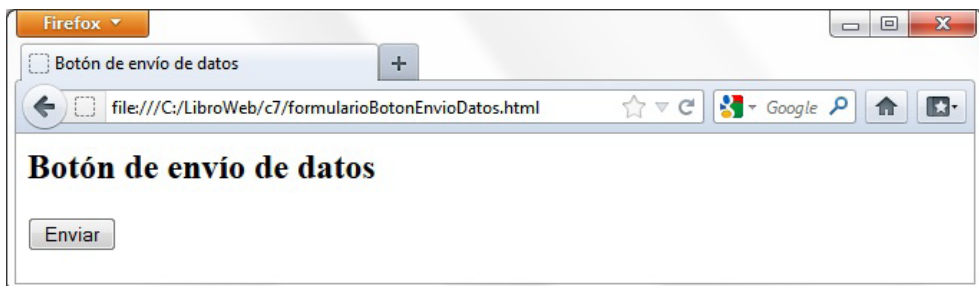 Firefox
Botón de envío de datos
file:///C:/LibroWeb/c7/formularioBotonEnvioDatos.html
Google
Botón de envío de datos
Enviar